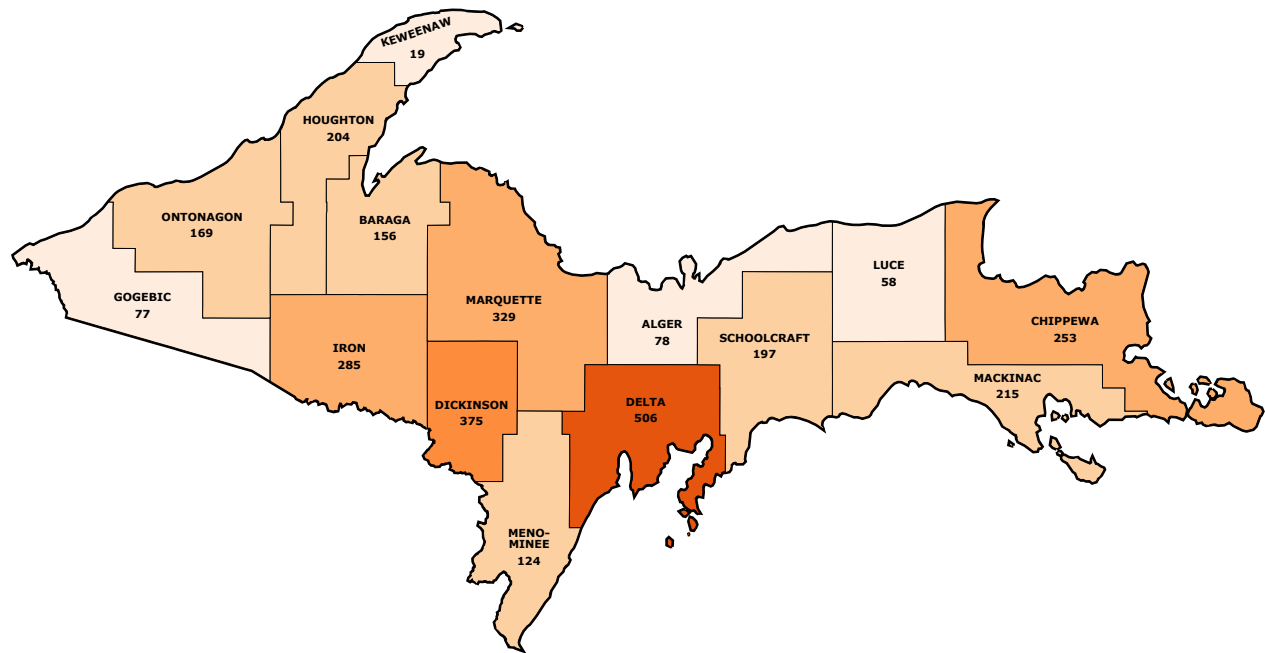 KEWEENAW
19
HOUGHTON
204
ONTONAGON
169
BARAGA
156
GOGEBIC
77
MARQUETTE
329
IRON
285
DICKINSON
375
ALGER
78
LUCE
58
SCHOOLCRAFT
197
CHIPPEWA
253
MACKINAC
215
DELTA
506
MENO-
MINEE
124